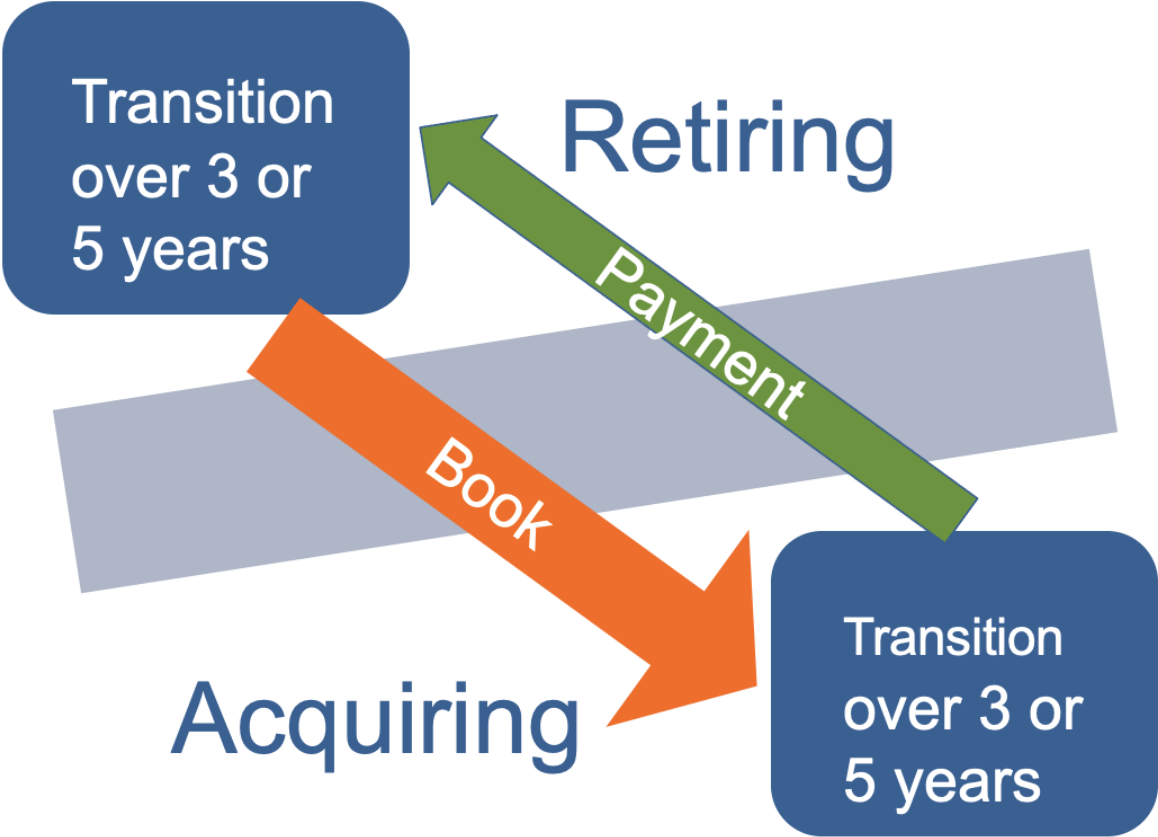 Transition
over 3 or
5 years
Retiring
Payment
Book
Acquiring
Transition
over 3 or
5 years